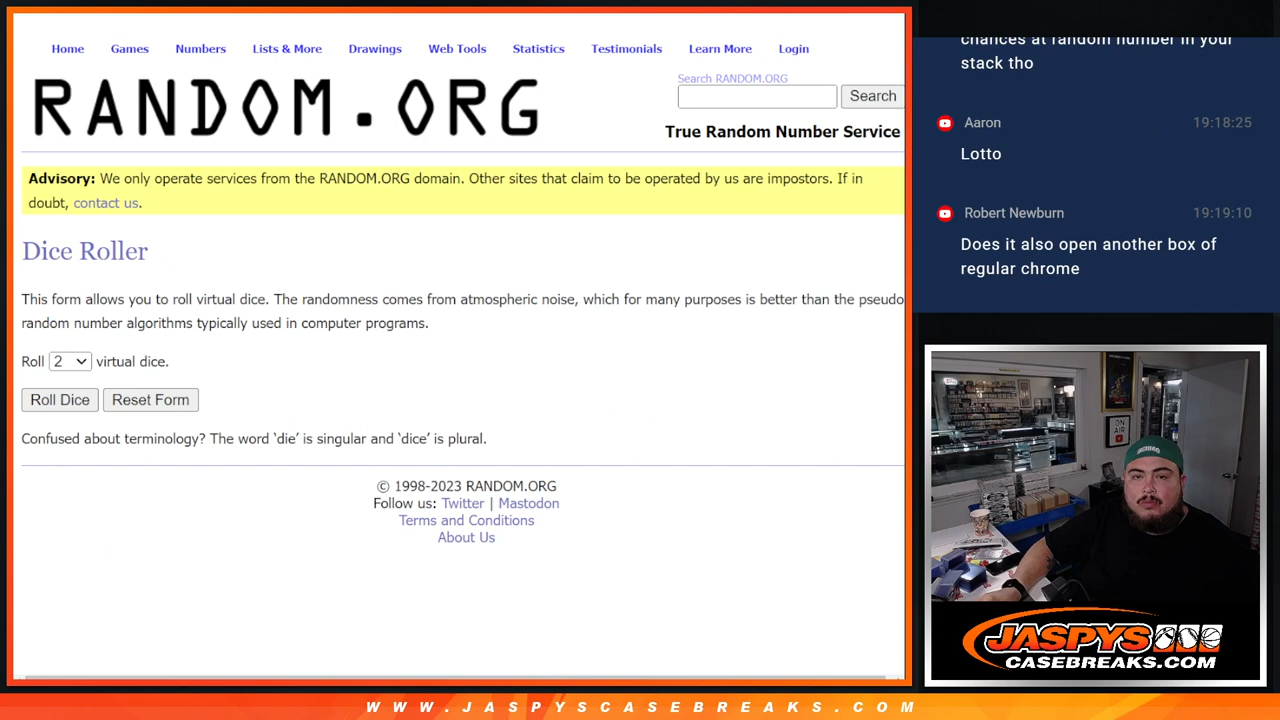 Home Games Numbers Lists & More Drawings Web Tools Statistics Testimonials Learn More Login
RANDOM.ORG
Search RANDOM.ORG
Search
True Random Number Service
Advisory: We only operate services from the RANDOM.ORG domain. Other sites that claim to be operated by us are impostors. If in
doubt, contact us.
Dice Roller
This form allows you to roll virtual dice. The randomness comes from atmospheric noise, which for many purposes is better than the pseudo
random number algorithms typically used in computer programs.
Roll 2 virtual dice.
Roll Dice Reset Form
Confused about terminology? The word ‘die’ is singular and ‘dice’ is plural.
© 1998-2023 RANDOM.ORG
Follow us: Twitter | Mastodon
Terms and Conditions
About Us
chances at random number in your
stack tho
Aaron 19:18:25
Lotto
Robert Newburn 19:19:10
Does it also open another box of
regular chrome
ON
AIR
JASPYS
CASEBREAKS.COM
WWW.JASPYSCASEBREAKS.COM